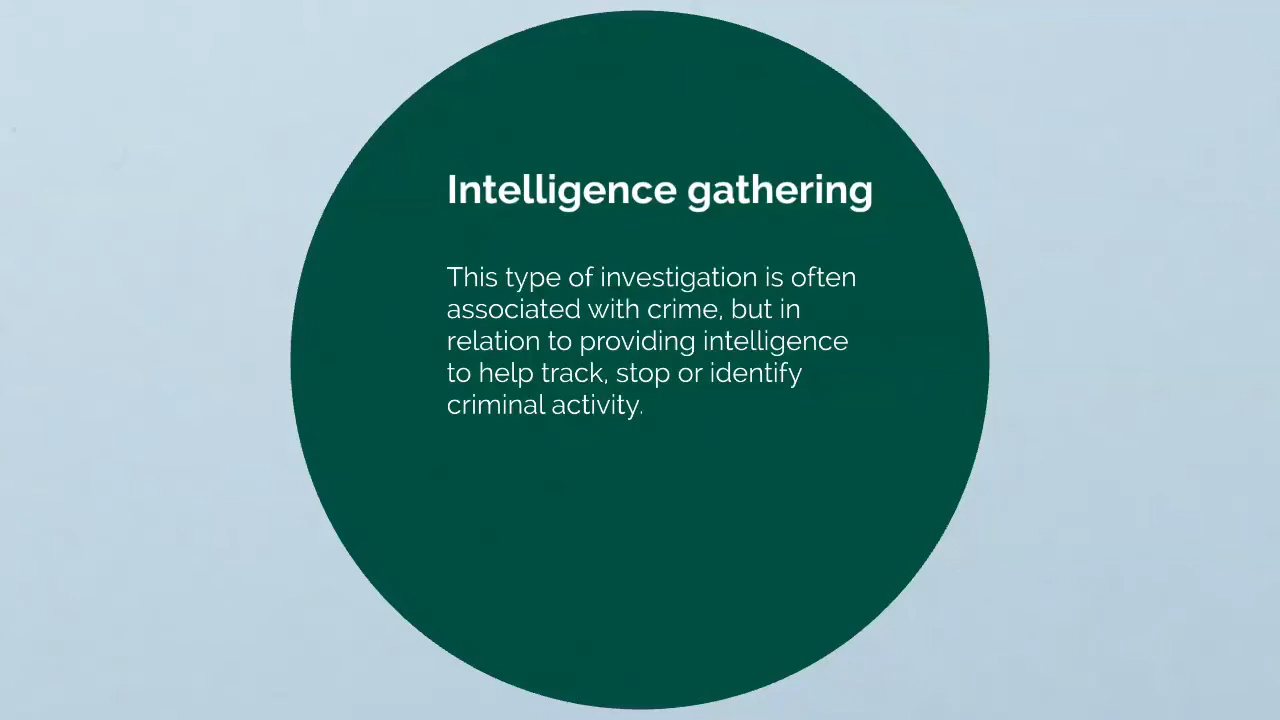 Intelligence gathering
This type of investigation is often
associated with crime, but in
relation to providing intelligence
to help track, stop or identify
criminal activity.